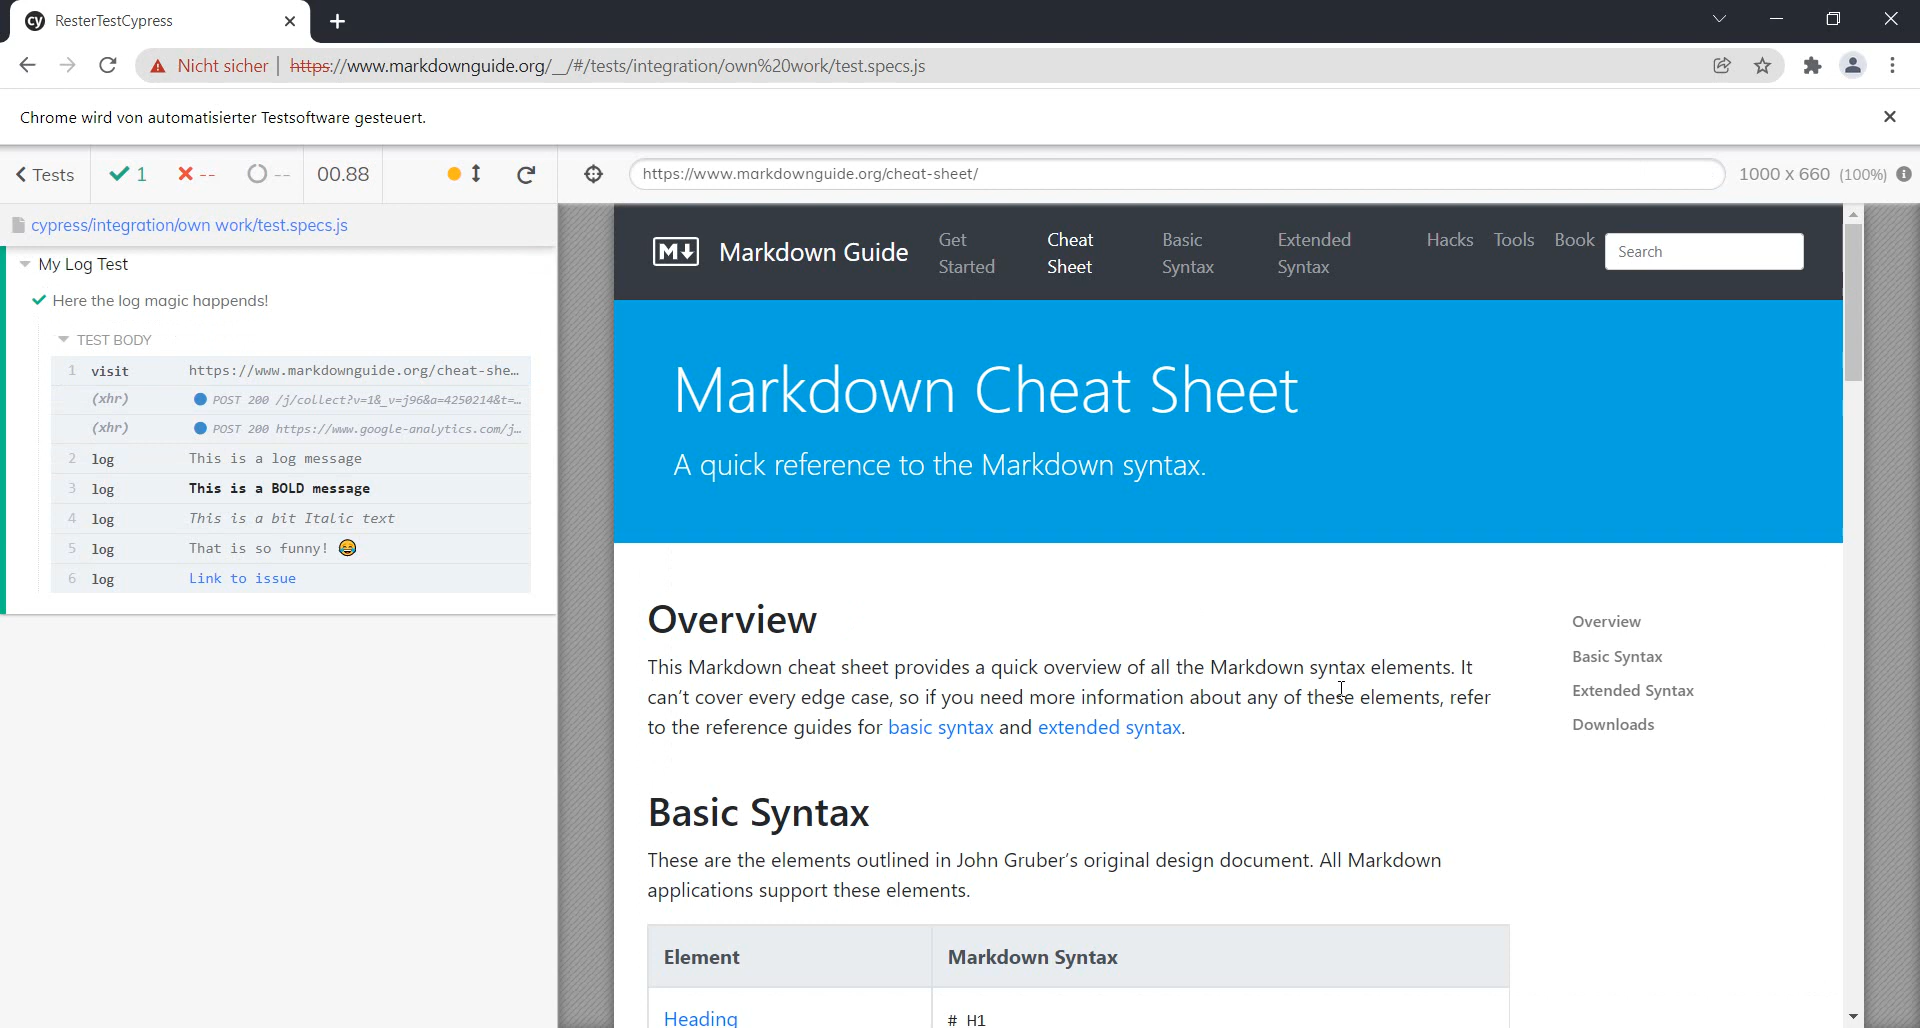 ResterTestCypress
Nicht sicher | https://www.markdownguide.org/__/#/tests/integration/own%20work/test.specs.js
Chrome wird von automatisierter Testsoftware gesteuert.
Tests 1 -- -- 00.88
https://www.markdownguide.org/cheat-sheet/ 1000 x 660 (100%)
cypress/integration/own work/test.specs.js
My Log Test
Here the log magic happends!
TEST BODY
1 visit https://www.markdownguide.org/cheat-she…
(xhr) POST 200 /j/collect?v=1&_v=j96&a=4250214&t=…
(xhr) POST 200 https://www.google-analytics.com/j…
2 log This is a log message
3 log This is a BOLD message
4 log This is a bit Italic text
5 log That is so funny! 😂
6 log Link to issue
M↓ Markdown Guide
Get Started
Cheat Sheet
Basic Syntax
Extended Syntax
Hacks Tools Book Search
Markdown Cheat Sheet
A quick reference to the Markdown syntax.
Overview
This Markdown cheat sheet provides a quick overview of all the Markdown syntax elements. It
can’t cover every edge case, so if you need more information about any of these elements, refer
to the reference guides for basic syntax and extended syntax.
Overview
Basic Syntax
Extended Syntax
Downloads
Basic Syntax
These are the elements outlined in John Gruber’s original design document. All Markdown
applications support these elements.
Element Markdown Syntax
Heading # H1